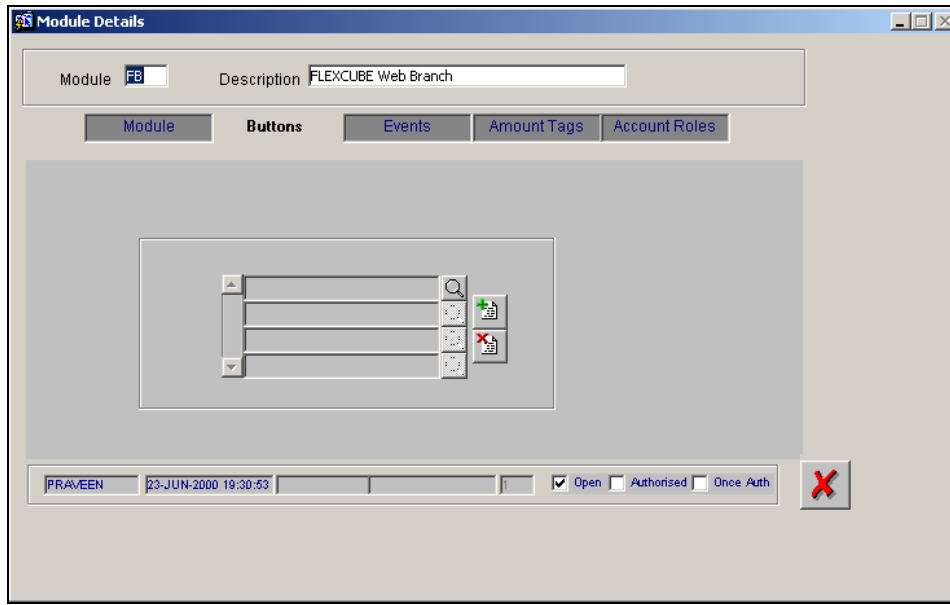 Module Details
Module FB Description FLEXCUBE Web Branch
Module Buttons Events Amount Tags Account Roles
PRAVEEN 23-JUN-2000 19:30:53 1 Open Authorised Once Auth